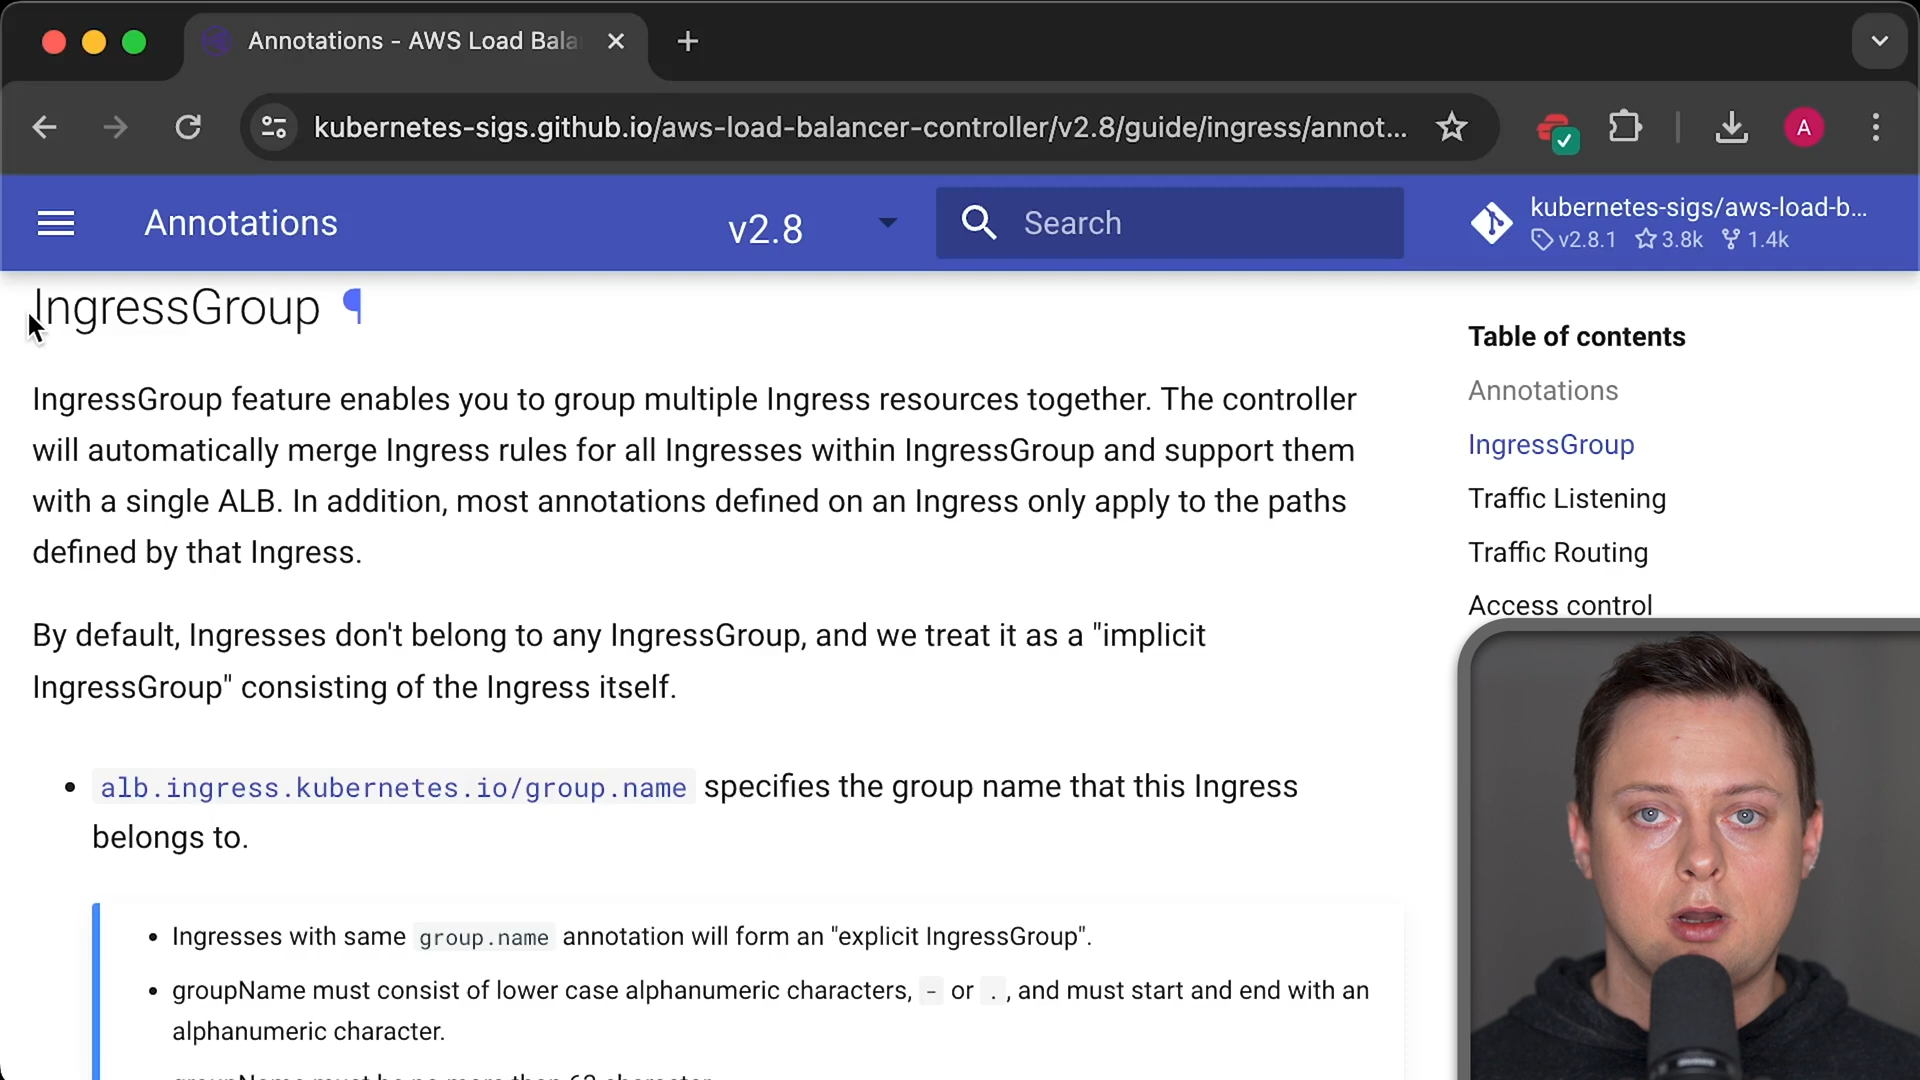 Annotations - AWS Load Bala
kubernetes-sigs.github.io/aws-load-balancer-controller/v2.8/guide/ingress/annot...
A
Annotations
v2.8
Search
kubernetes-sigs/aws-load-b...
v2.8.1 3.8k 1.4k
IngressGroup ¶
IngressGroup feature enables you to group multiple Ingress resources together. The controller
will automatically merge Ingress rules for all Ingresses within IngressGroup and support them
with a single ALB. In addition, most annotations defined on an Ingress only apply to the paths
defined by that Ingress.
By default, Ingresses don't belong to any IngressGroup, and we treat it as a "implicit
IngressGroup" consisting of the Ingress itself.
• alb.ingress.kubernetes.io/group.name specifies the group name that this Ingress
belongs to.
• Ingresses with same group.name annotation will form an "explicit IngressGroup".
• groupName must consist of lower case alphanumeric characters, - or . , and must start and end with an
alphanumeric character.
groupName must be no more than 63 character.
Table of contents
Annotations
IngressGroup
Traffic Listening
Traffic Routing
Access control